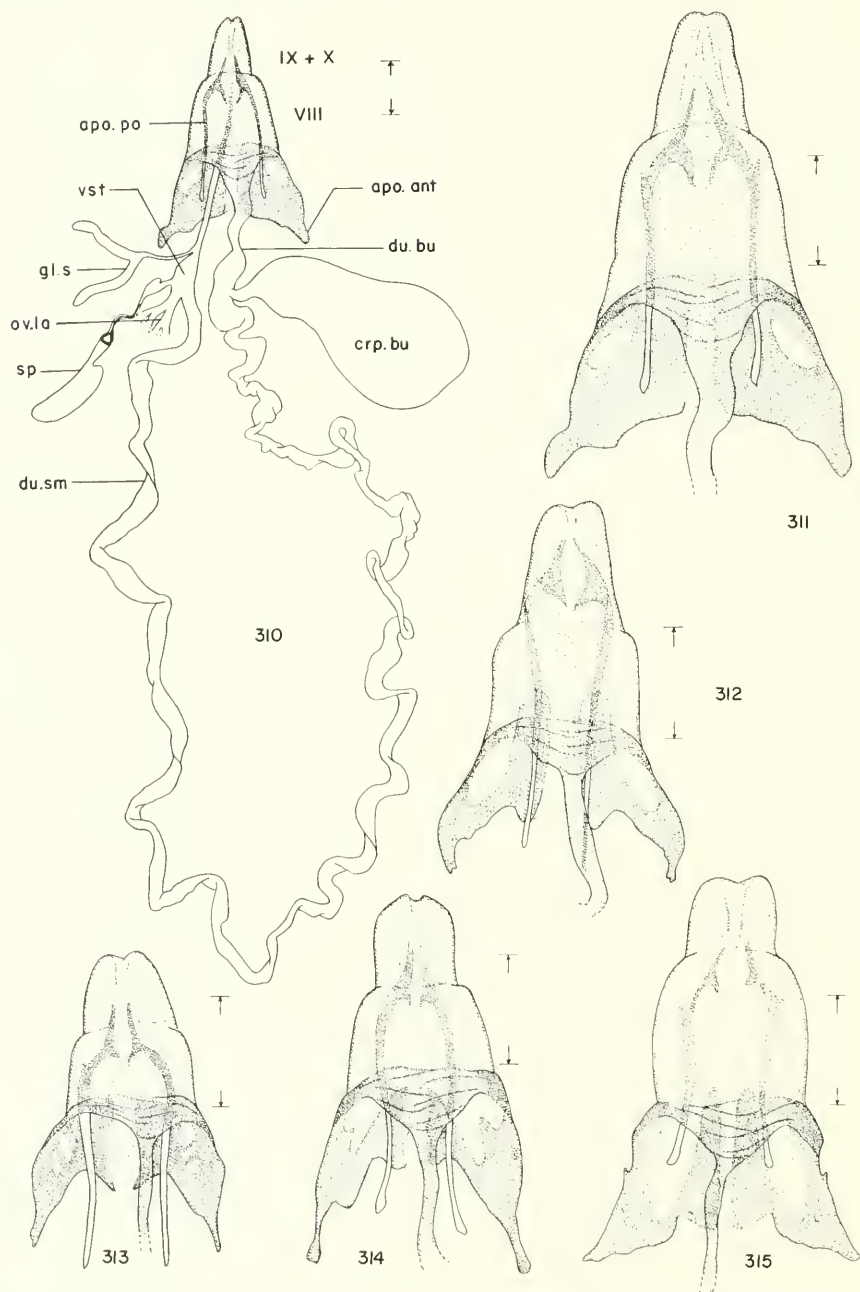 IX + X
VIII
apo. po
vst
apo. ant
du. bu
gl.s
ov.la
crp. bu
sp
du.sm
310
311
312
313
314
315